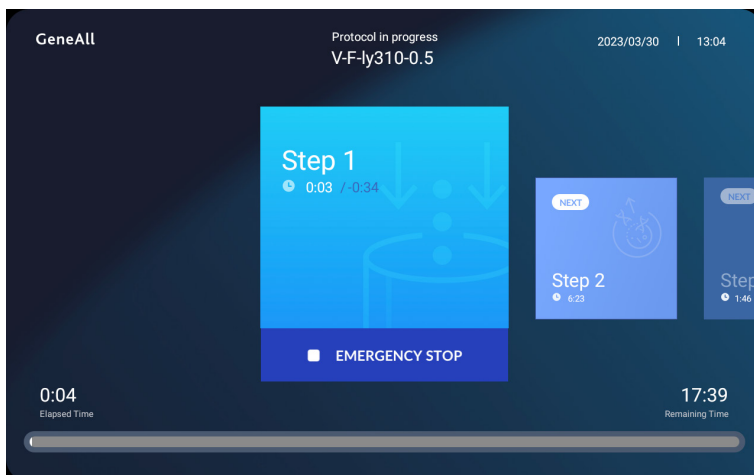 GeneAll
Protocol in progress
V-F-ly310-0.5
2023/03/30 | 13:04
Step 1
0:03 /-0:34
EMERGENCY STOP
NEXT
Step 2
6:23
NEXT
Step
1:46
0:04
Elapsed Time
17:39
Remaining Time